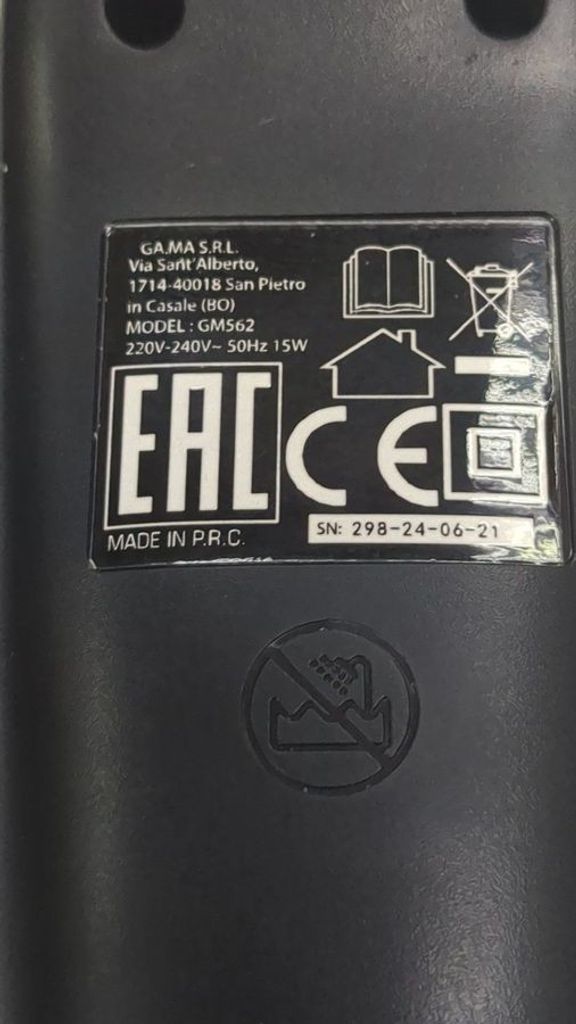 GA.MA S.R.L.
Via Sant'Alberto,
1714-40018 San Pietro
in Casale (BO)
MODEL : GM562
220V-240V~ 50Hz 15W
EAC CE
SN: 298-24-06-21
MADE IN P.R.C.